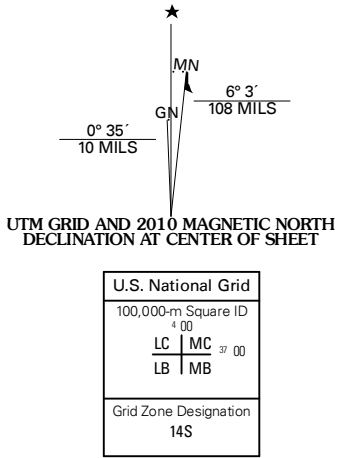 MN
6° 3´
108 MILS
GN
0° 35´
10 MILS
UTM GRID AND 2010 MAGNETIC NORTH
DECLINATION AT CENTER OF SHEET
U.S. National Grid
100,000-m Square ID
4 00
LC MC 37 00
LB MB
Grid Zone Designation
14S